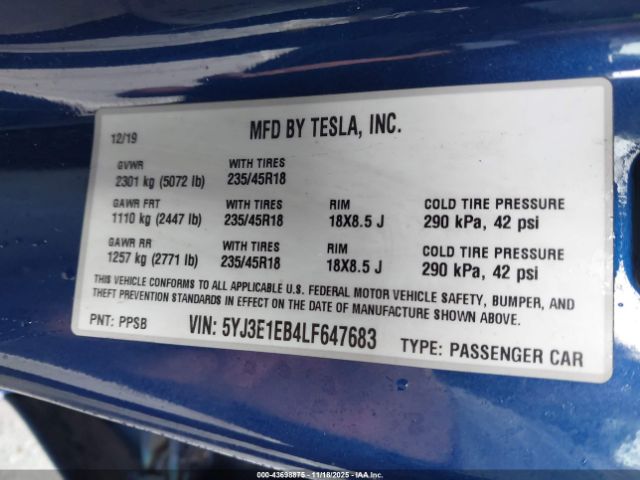 12/19 MFD BY TESLA, INC.
GVWR WITH TIRES
2301 kg (5072 lb) 235/45R18
GAWR FRT WITH TIRES RIM COLD TIRE PRESSURE
1110 kg (2447 lb) 235/45R18 18X8.5 J 290 kPa, 42 psi
GAWR RR WITH TIRES RIM COLD TIRE PRESSURE
1257 kg (2771 lb) 235/45R18 18X8.5 J 290 kPa, 42 psi
THIS VEHICLE CONFORMS TO ALL APPLICABLE U.S. FEDERAL MOTOR VEHICLE SAFETY, BUMPER, AND
THEFT PREVENTION STANDARDS IN EFFECT ON THE DATE OF MANUFACTURE SHOWN ABOVE.
PNT: PPSB VIN: 5YJ3E1EB4LF647683 TYPE: PASSENGER CAR
© IAA - 43698875 - 11/18/2025 - IAAI.COM